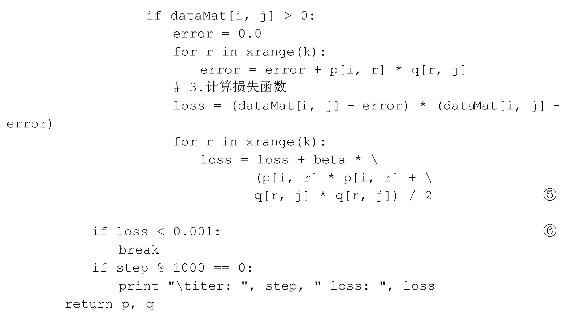 if dataMat[i, j] > 0:
error = 0.0
for r in xrange(k):
error = error + p[i, r] * q[r, j]
# 3.计算损失函数
loss = (dataMat[i, j] - error) * (dataMat[i, j] -
error)
for r in xrange(k):
loss = loss + beta * \
(p[i, r] * p[i, r] + \
q[r, j] * q[r, j]) / 2 ⑤
if loss < 0.001: ⑥
break
if step % 1000 == 0:
print "\titer: ", step, " loss: ", loss
return p, q